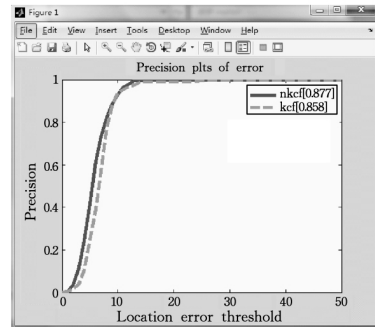 Figure 1
File Edit View Insert Tools Desktop Window Help
Precision plts of error
nkcf[0.877]
kcf[0.858]
Precision
1
0.8
0.6
0.4
0.2
0
0 10 20 30 40 50
Location error threshold